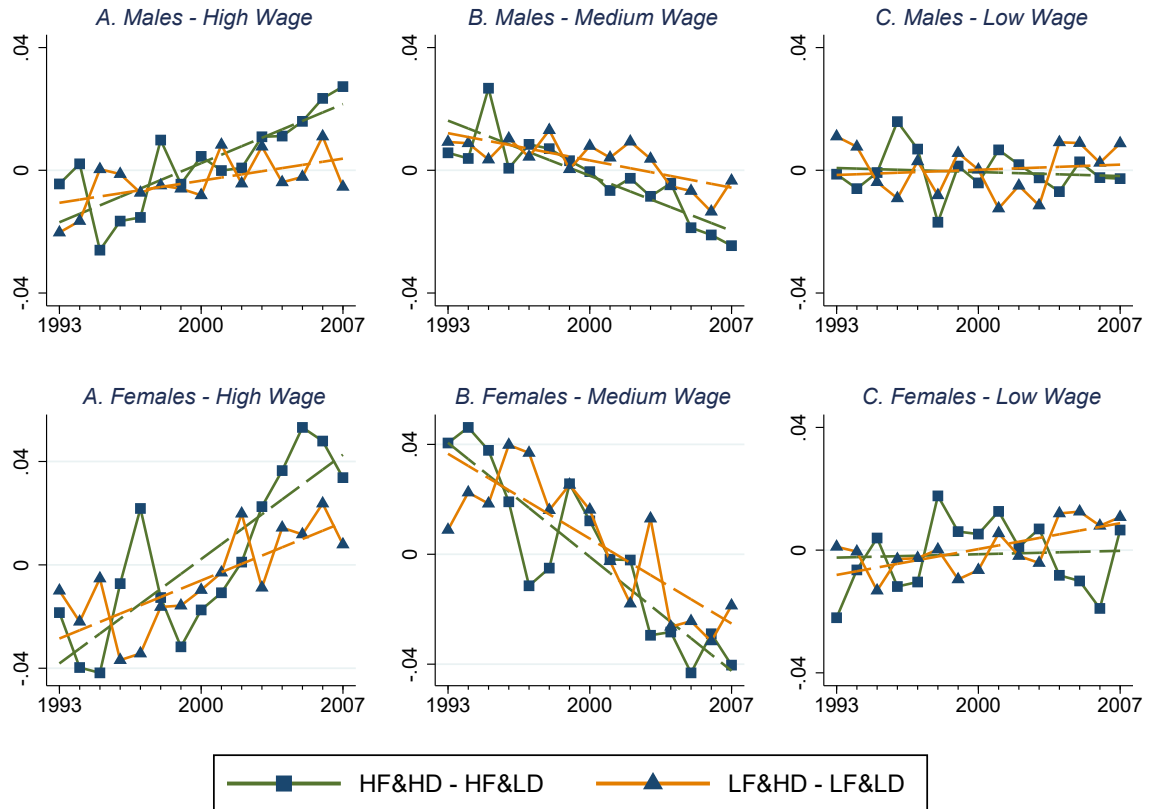 A. Males - High Wage
B. Males - Medium Wage
C. Males - Low Wage
.04
0
-.04
1993 2000 2007
.04
0
-.04
1993 2000 2007
.04
0
-.04
1993 2000 2007
A. Females - High Wage
B. Females - Medium Wage
C. Females - Low Wage
.04
0
-.04
1993 2000 2007
.04
0
-.04
1993 2000 2007
.04
0
-.04
1993 2000 2007
HF&HD - HF&LD LF&HD - LF&LD